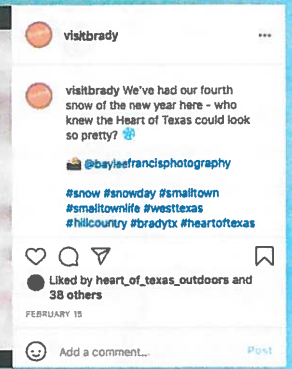 visitbrady
visitbrady We've had our fourth
snow of the new year here - who
knew the Heart of Texas could look
so pretty? ❄️
📸 @bayleefrancisphotography
#snow #snowday #smalltown
#smalltownlife #westtexas
#hillcountry #bradytx #heartoftexas
Liked by heart_of_texas_outdoors and
38 others
FEBRUARY 15
Add a comment... Post